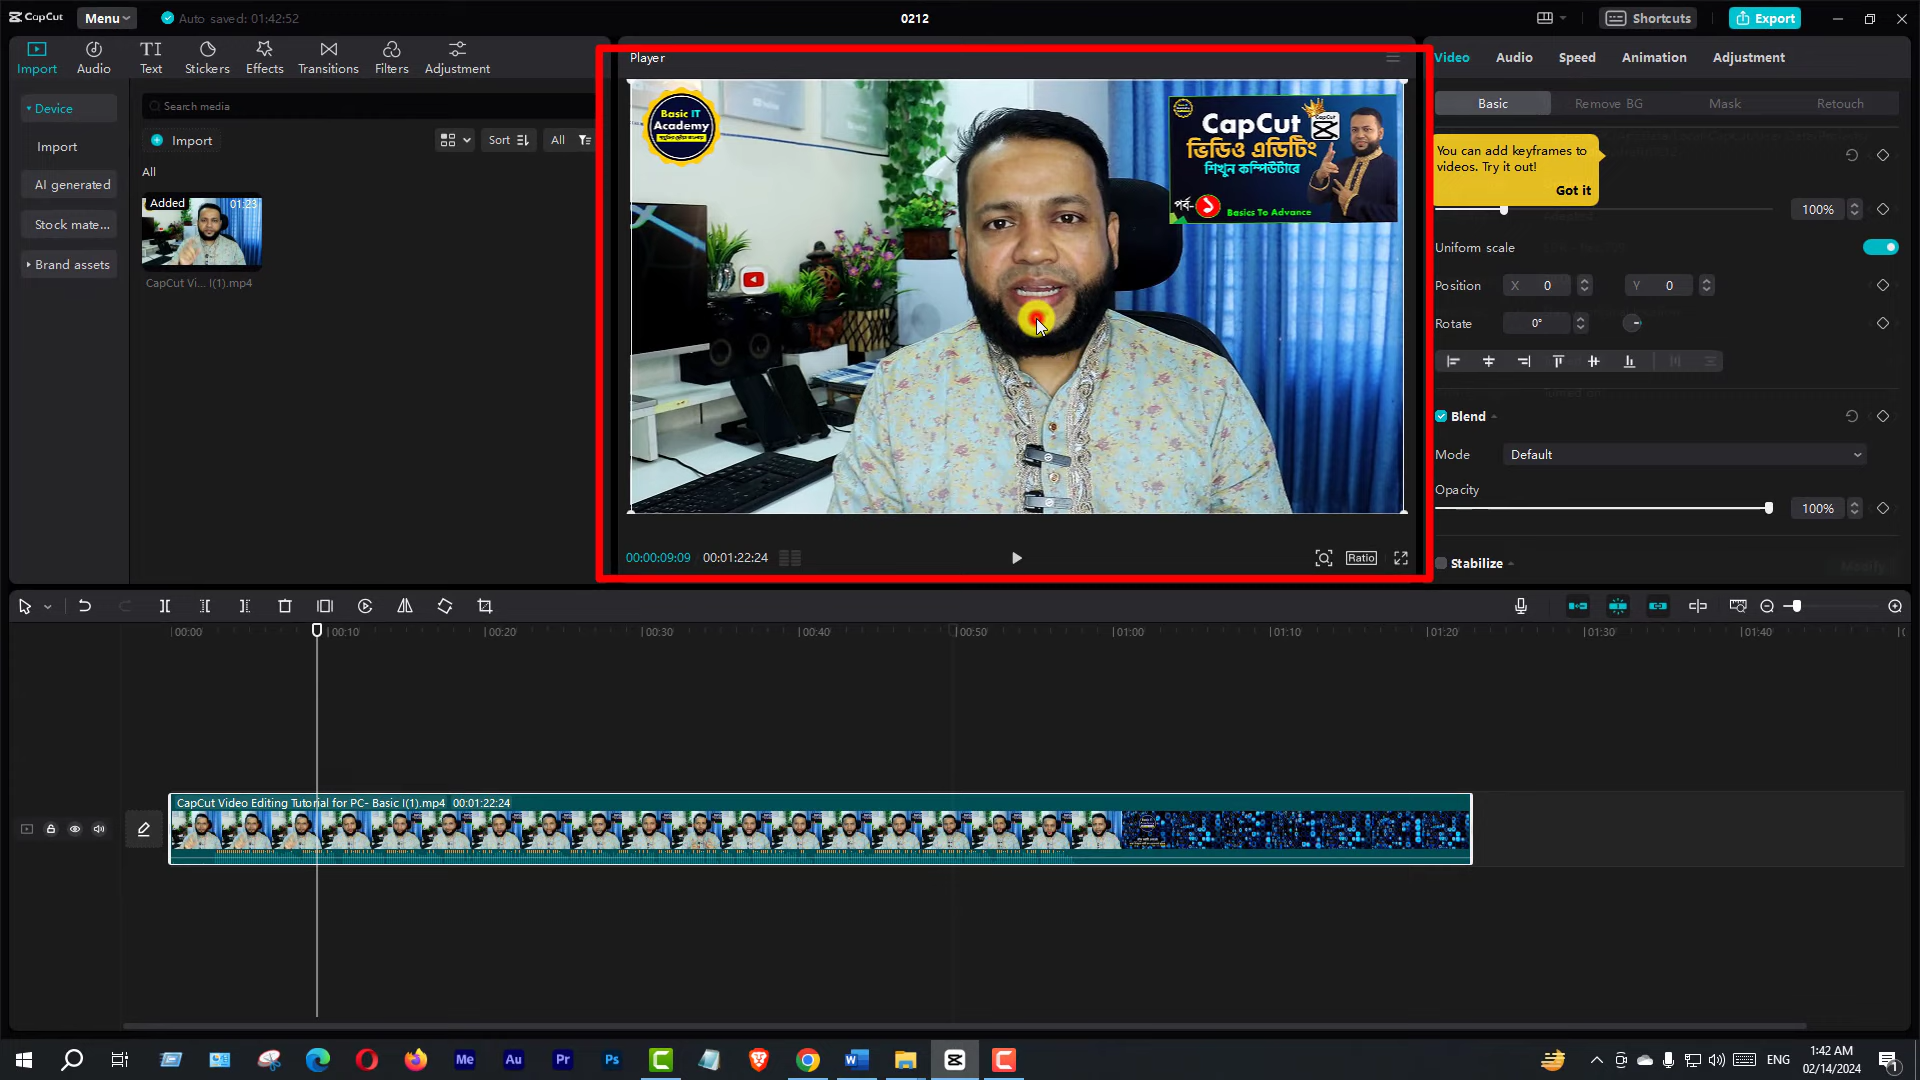 CapCut
Menu
Auto saved: 01:42:52
0212
Shortcuts
Export
Import
Audio
Text
Stickers
Effects
Transitions
Filters
Adjustment
Device
Import
AI generated
Stock mate...
Brand assets
Search media
Import
Sort
All
All
Added
01:23
CapCut Vi... l(1).mp4
Player
Basic IT
Academy
CapCut
CapCut
ভিডিও এডিটিং
শিখুন কম্পিউটারে
পর্ব- ১
Basics To Advance
00:00:09:09
00:01:22:24
Ratio
Video
Audio
Speed
Animation
Adjustment
Basic
Remove BG
Mask
Retouch
You can add keyframes to
videos. Try it out!
Got it
100%
Uniform scale
Position
X 0
Y 0
Rotate
0°
Blend
Mode
Default
Opacity
100%
Stabilize
00:00
00:10
00:20
00:30
00:40
00:50
01:00
01:10
01:20
01:30
01:40
CapCut Video Editing Tutorial for PC- Basic l(1).mp4 00:01:22:24
Me
Au
Pr
Ps
ENG
1:42 AM
02/14/2024
1